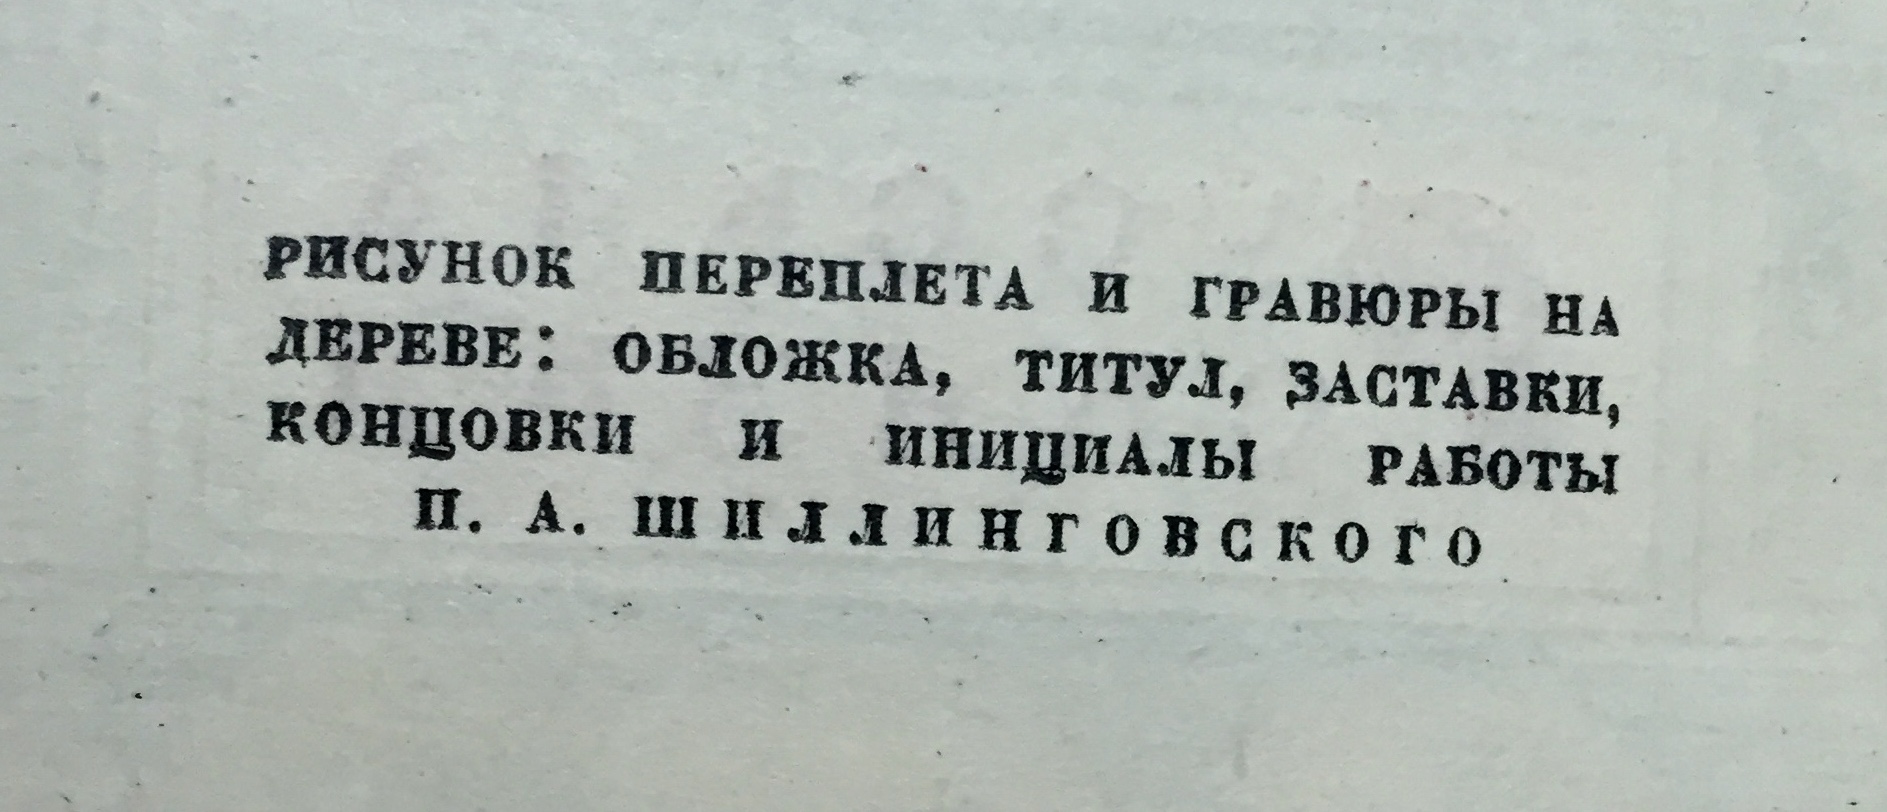 РИСУНОК ПЕРЕПЛЕТА И ГРАВЮРЫ НА
ДЕРЕВЕ: ОБЛОЖКА, ТИТУЛ, ЗАСТАВКИ,
КОНЦОВКИ И ИНИЦИАЛЫ РАБОТЫ
П. А. ШИЛЛИНГОВСКОГО